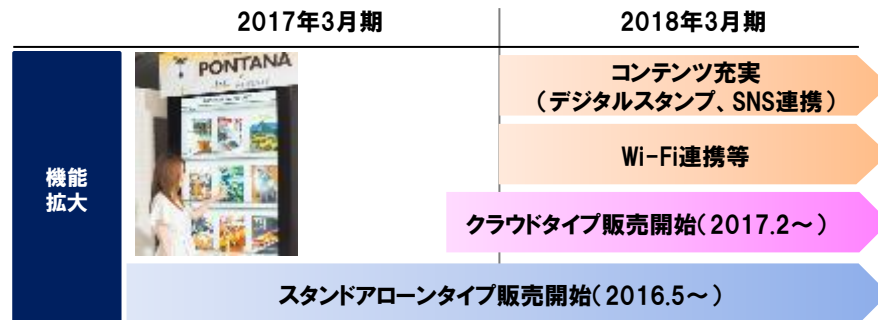 2017年3月期
2018年3月期
PONTANA
コンテンツ充実
（デジタルスタンプ、SNS連携）
Wi-Fi連携等
機能
拡大
クラウドタイプ販売開始（2017.2～）
スタンドアローンタイプ販売開始（2016.5～）